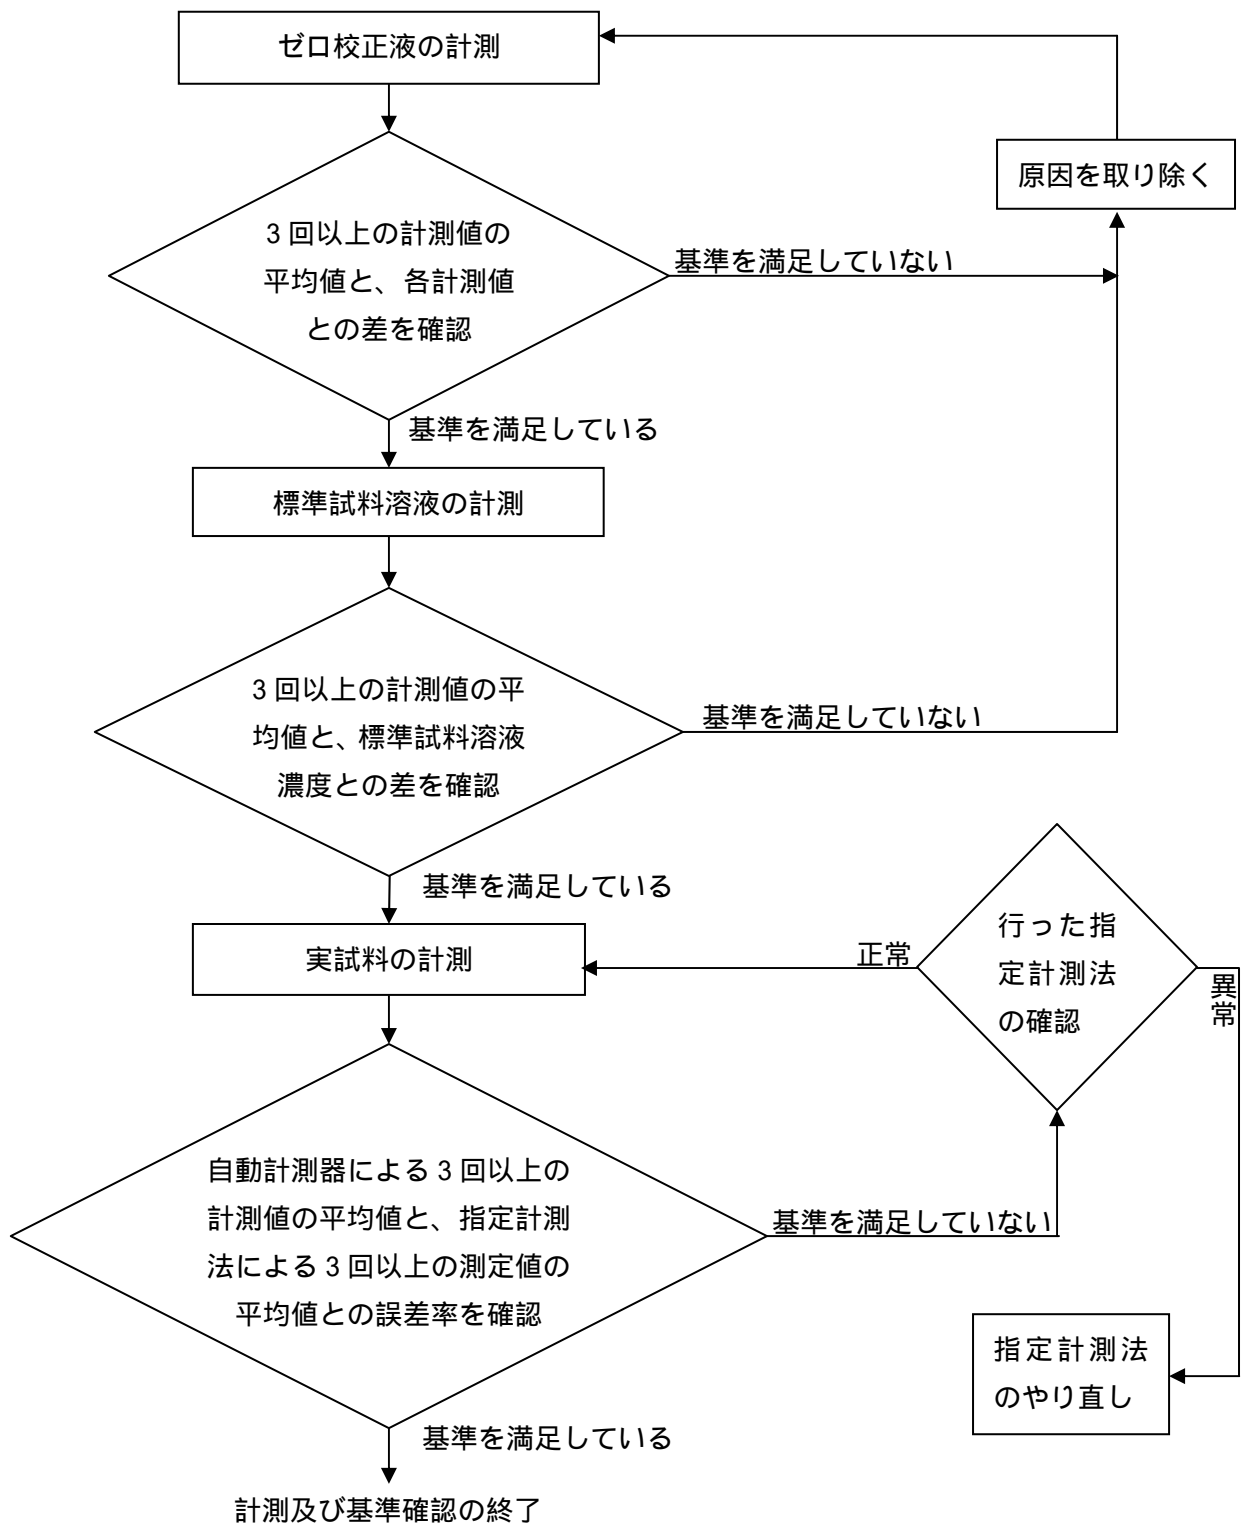 ゼロ校正液の計測
原因を取り除く
3回以上の計測値の
平均値と、各計測値
との差を確認
基準を満足していない
基準を満足している
標準試料溶液の計測
3回以上の計測値の平
均値と、標準試料溶液
濃度との差を確認
基準を満足していない
基準を満足している
実試料の計測
正常
行った指
定計測法
の確認
異常
自動計測器による3回以上の
計測値の平均値と、指定計測
法による3回以上の測定値の
平均値との誤差率を確認
基準を満足していない
指定計測法
のやり直し
基準を満足している
計測及び基準確認の終了